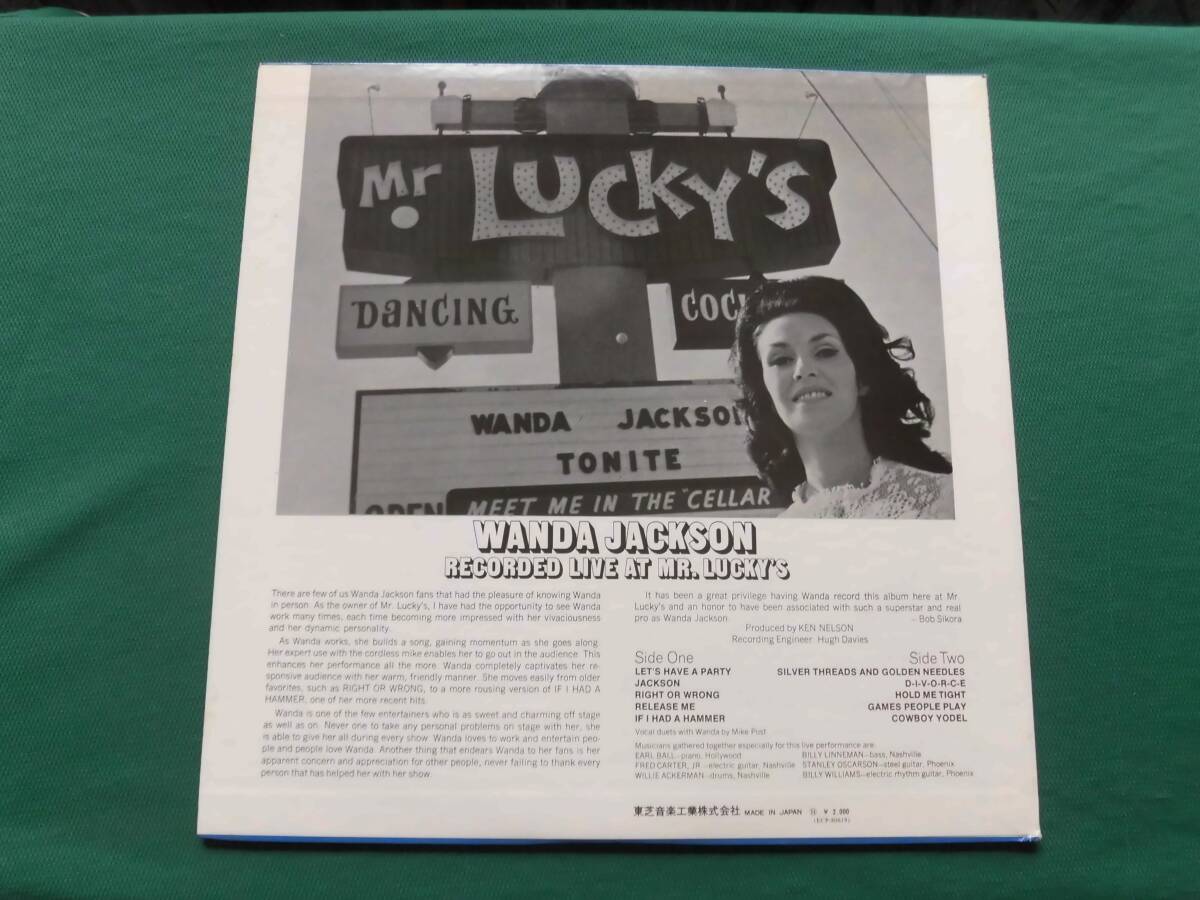 Mr Lucky's
Dancing
COC
WANDA JACKSON
TONITE
OPEN
MEET ME IN THE "CELLAR
WANDA JACKSON
RECORDED LIVE AT MR. LUCKY'S
There are few of us Wanda Jackson fans that had the pleasure of knowing Wanda
in person. As the owner of Mr. Lucky's, I have had the opportunity to see Wanda
work many times, each time becoming more impressed with her vivaciousness
and her dynamic personality.
As Wanda works, she builds a song, gaining momentum as she goes along.
Her expert use with the cordless mike enables her to go out in the audience. This
enhances her performance all the more. Wanda completely captivates her re-
sponsive audience with her warm, friendly manner. She moves easily from older
favorites, such as RIGHT OR WRONG, to a more rousing version of IF I HAD A
HAMMER, one of her more recent hits.
Wanda is one of the few entertainers who is as sweet and charming off stage
as well as on. Never one to take any personal problems on stage with her, she
is able to give her all during every show. Wanda loves to work and entertain peo-
ple and people love Wanda. Another thing that endears Wanda to her fans is her
apparent concern and appreciation for other people, never failing to thank every
person that has helped her with her show.
It has been a great privilege having Wanda record this album here at Mr.
Lucky's and an honor to have been associated with such a superstar and real
pro as Wanda Jackson. – Bob Sikora
Produced by KEN NELSON
Recording Engineer: Hugh Davies
Side One
LET'S HAVE A PARTY
JACKSON
RIGHT OR WRONG
RELEASE ME
IF I HAD A HAMMER
Side Two
SILVER THREADS AND GOLDEN NEEDLES
D-I-V-O-R-C-E
HOLD ME TIGHT
GAMES PEOPLE PLAY
COWBOY YODEL
Vocal duets with Wanda by Mike Post
Musicians gathered together especially for this live performance are:
EARL BALL—piano, Hollywood
FRED CARTER, JR.—electric guitar, Nashville
WILLIE ACKERMAN—drums, Nashville
BILLY LINNEMAN—bass, Nashville
STANLEY OSCARSON—steel guitar, Phoenix
BILLY WILLIAMS—electric rhythm guitar, Phoenix
東芝音楽工業株式会社 MADE IN JAPAN ¥ 2,000